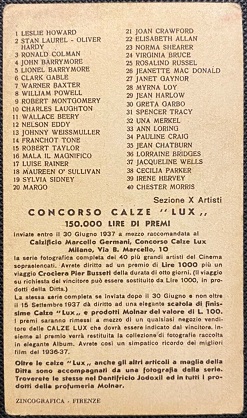 1 LESLIE HOWARD
2 STAN LAUREL - OLIVER
HARDY
3 RONALD COLMAN
4 JOHN BARRYMORE
5 LIONEL BARRYMORE
6 CLARK GABLE
7 WARNER BAXTER
8 WILLIAM POWELL
9 ROBERT MONTGOMERY
10 CHARLES LAUGHTON
11 WALLACE BEERY
12 NELSON EDDY
13 JOHNNY WEISSMULLER
14 FRANCHOT TONE
15 ROBERT TAYLOR
16 MALA IL MAGNIFICO
17 LUISE RAINER
18 MAUREEN O' SULLIVAN
19 SYLVIA SIDNEY
20 MARGO
21 JOAN CRAWFORD
22 ELISABETH ALLAN
23 NORMA SHEARER
24 VIRGINIA BRUCE
25 ROSALIND RUSSEL
26 JEANETTE MAC DONALD
27 JANET GAYNOR
28 MYRNA LOY
29 JEAN HARLOW
30 GRETA GARBO
31 SPENCER TRACY
32 UNA MERKEL
33 ANN LORING
34 PAULINE CRAIG
35 JEAN CHATBURN
36 LORRAINE BRIDGES
37 JACQUELINE WELLS
38 CECILIA PARKER
39 IRENE HERVEY
40 CHESTER MORRIS
Sezione X Artisti
CONCORSO CALZE "LUX"
150.000 LIRE DI PREMI
Inviate entro il 30 Giugno 1937 a mezzo raccomandata al
Calzificio Marcello Germani, Concorso Calze Lux
Milano, Via B. Marcello, 10
la serie fotografica completa dei 40 più grandi artisti del Cinema
soprasegnati. Avrete diritto ad un premio di Lire 1000 più un
viaggio Crociera Pier Bussetti della durata di otto giorni, (Il viaggio
su richiesta dei vincitore può essere sostituito da Lire 1000, in pro-
dotti della Ditta.)
La stessa serie completa se inviata dopo il 30 Giugno e non oltre
il 15 Settembre 1937 dà diritto ad una elegante scatola di finis-
sime Calze "Lux" e prodotti Molnar del valore di L. 100.
I premi saranno rimessi a mezzo di un qualsiasi negozio vendi-
tore delle CALZE LUX che dovrà essere indicato dal vincitore, in-
sieme al premio verrà restituita la collezione di fotografie raccolta
in elegante Album. Avrete così un simpatico ricordo dei migliori
film del 1936-37.
Oltre le calze "Lux" anche gli altri articoli a maglia della
Ditta sono accompagnati da una fotografia della serie.
Troverete le stesse nel Dentifricio Jodoxil ed in tutti i pro-
dotti della profumeria Molnar.
ZINCOGRAFICA - FIRENZE